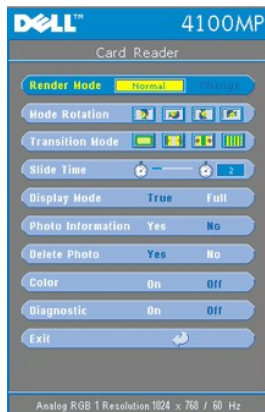 DELL™ 4100MP
Card Reader
Render Mode Normal Change
Mode Rotation
Transition Mode
Slide Time 2
Display Mode True Full
Photo Information Yes No
Delete Photo Yes No
Color On Off
Diagnostic On Off
Exit
Analog RGB 1 Resolution 1024 x 768 / 60 Hz